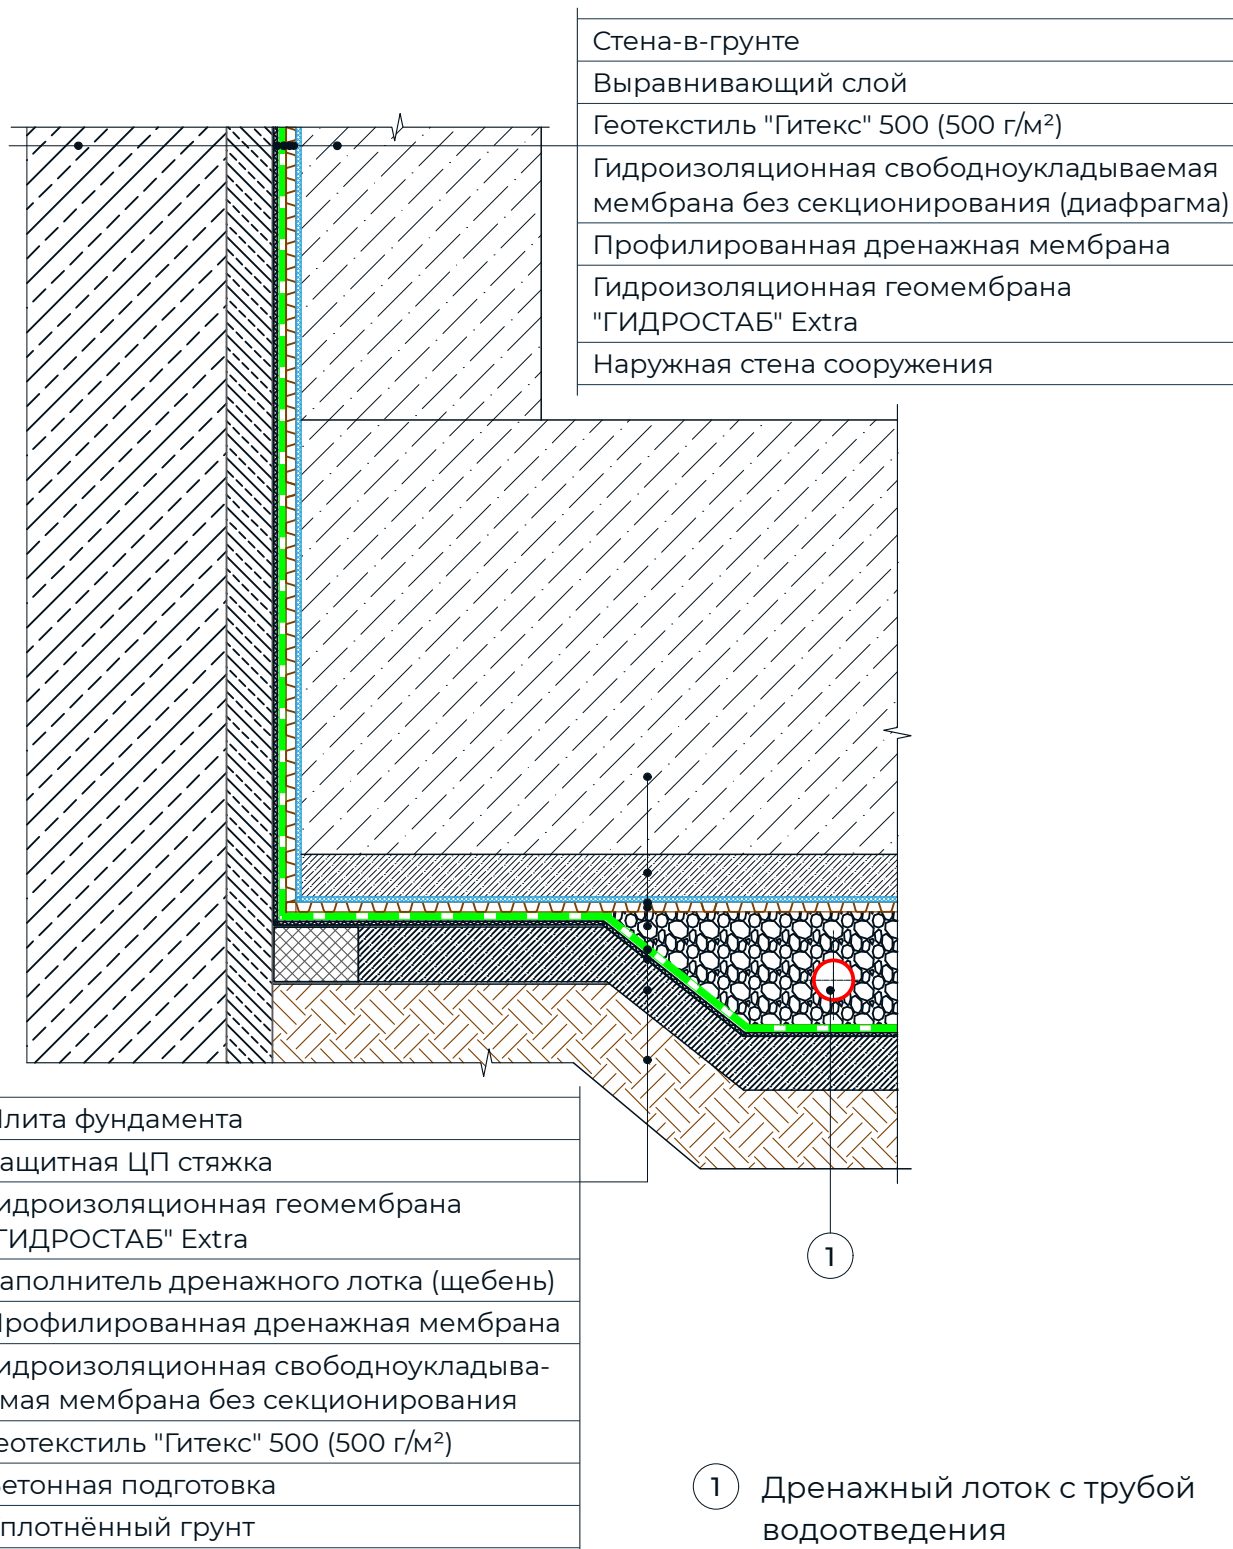 Стена-в-грунте
Выравнивающий слой
Геотекстиль "Гитекс" 500 (500 г/м²)
Гидроизоляционная свободноукладываемая
мембрана без секционирования (диафрагма)
Профилированная дренажная мембрана
Гидроизоляционная геомембрана
"ГИДРОСТАБ" Extra
Наружная стена сооружения
лита фундамента
ащитная ЦП стяжка
идроизоляционная геомембрана
ГИДРОСТАБ" Extra
аполнитель дренажного лотка (щебень)
рофилированная дренажная мембрана
идроизоляционная свободноукладыва-
мая мембрана без секционирования
еотекстиль "Гитекс" 500 (500 г/м²)
етонная подготовка
плотнённый грунт
1
1 Дренажный лоток с трубой
водоотведения